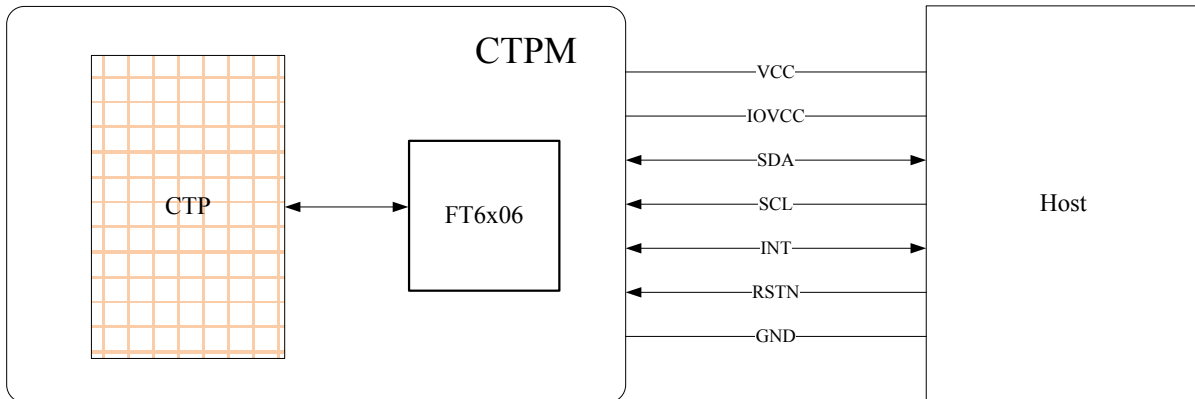 CTPM
CTP
FT6x06
VCC
IOVCC
SDA
SCL
INT
RSTN
GND
Host